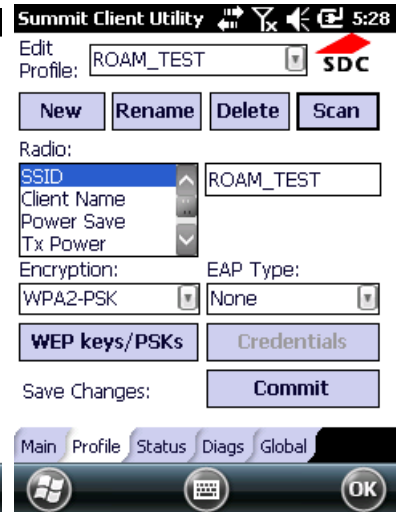 Summit Client Utility 5:28
Edit
Profile: ROAM_TEST
SDC
New Rename Delete Scan
Radio:
SSID ROAM_TEST
Client Name
Power Save
Tx Power
Encryption: EAP Type:
WPA2-PSK None
WEP keys/PSKs Credentials
Save Changes: Commit
Main Profile Status Diags Global
OK